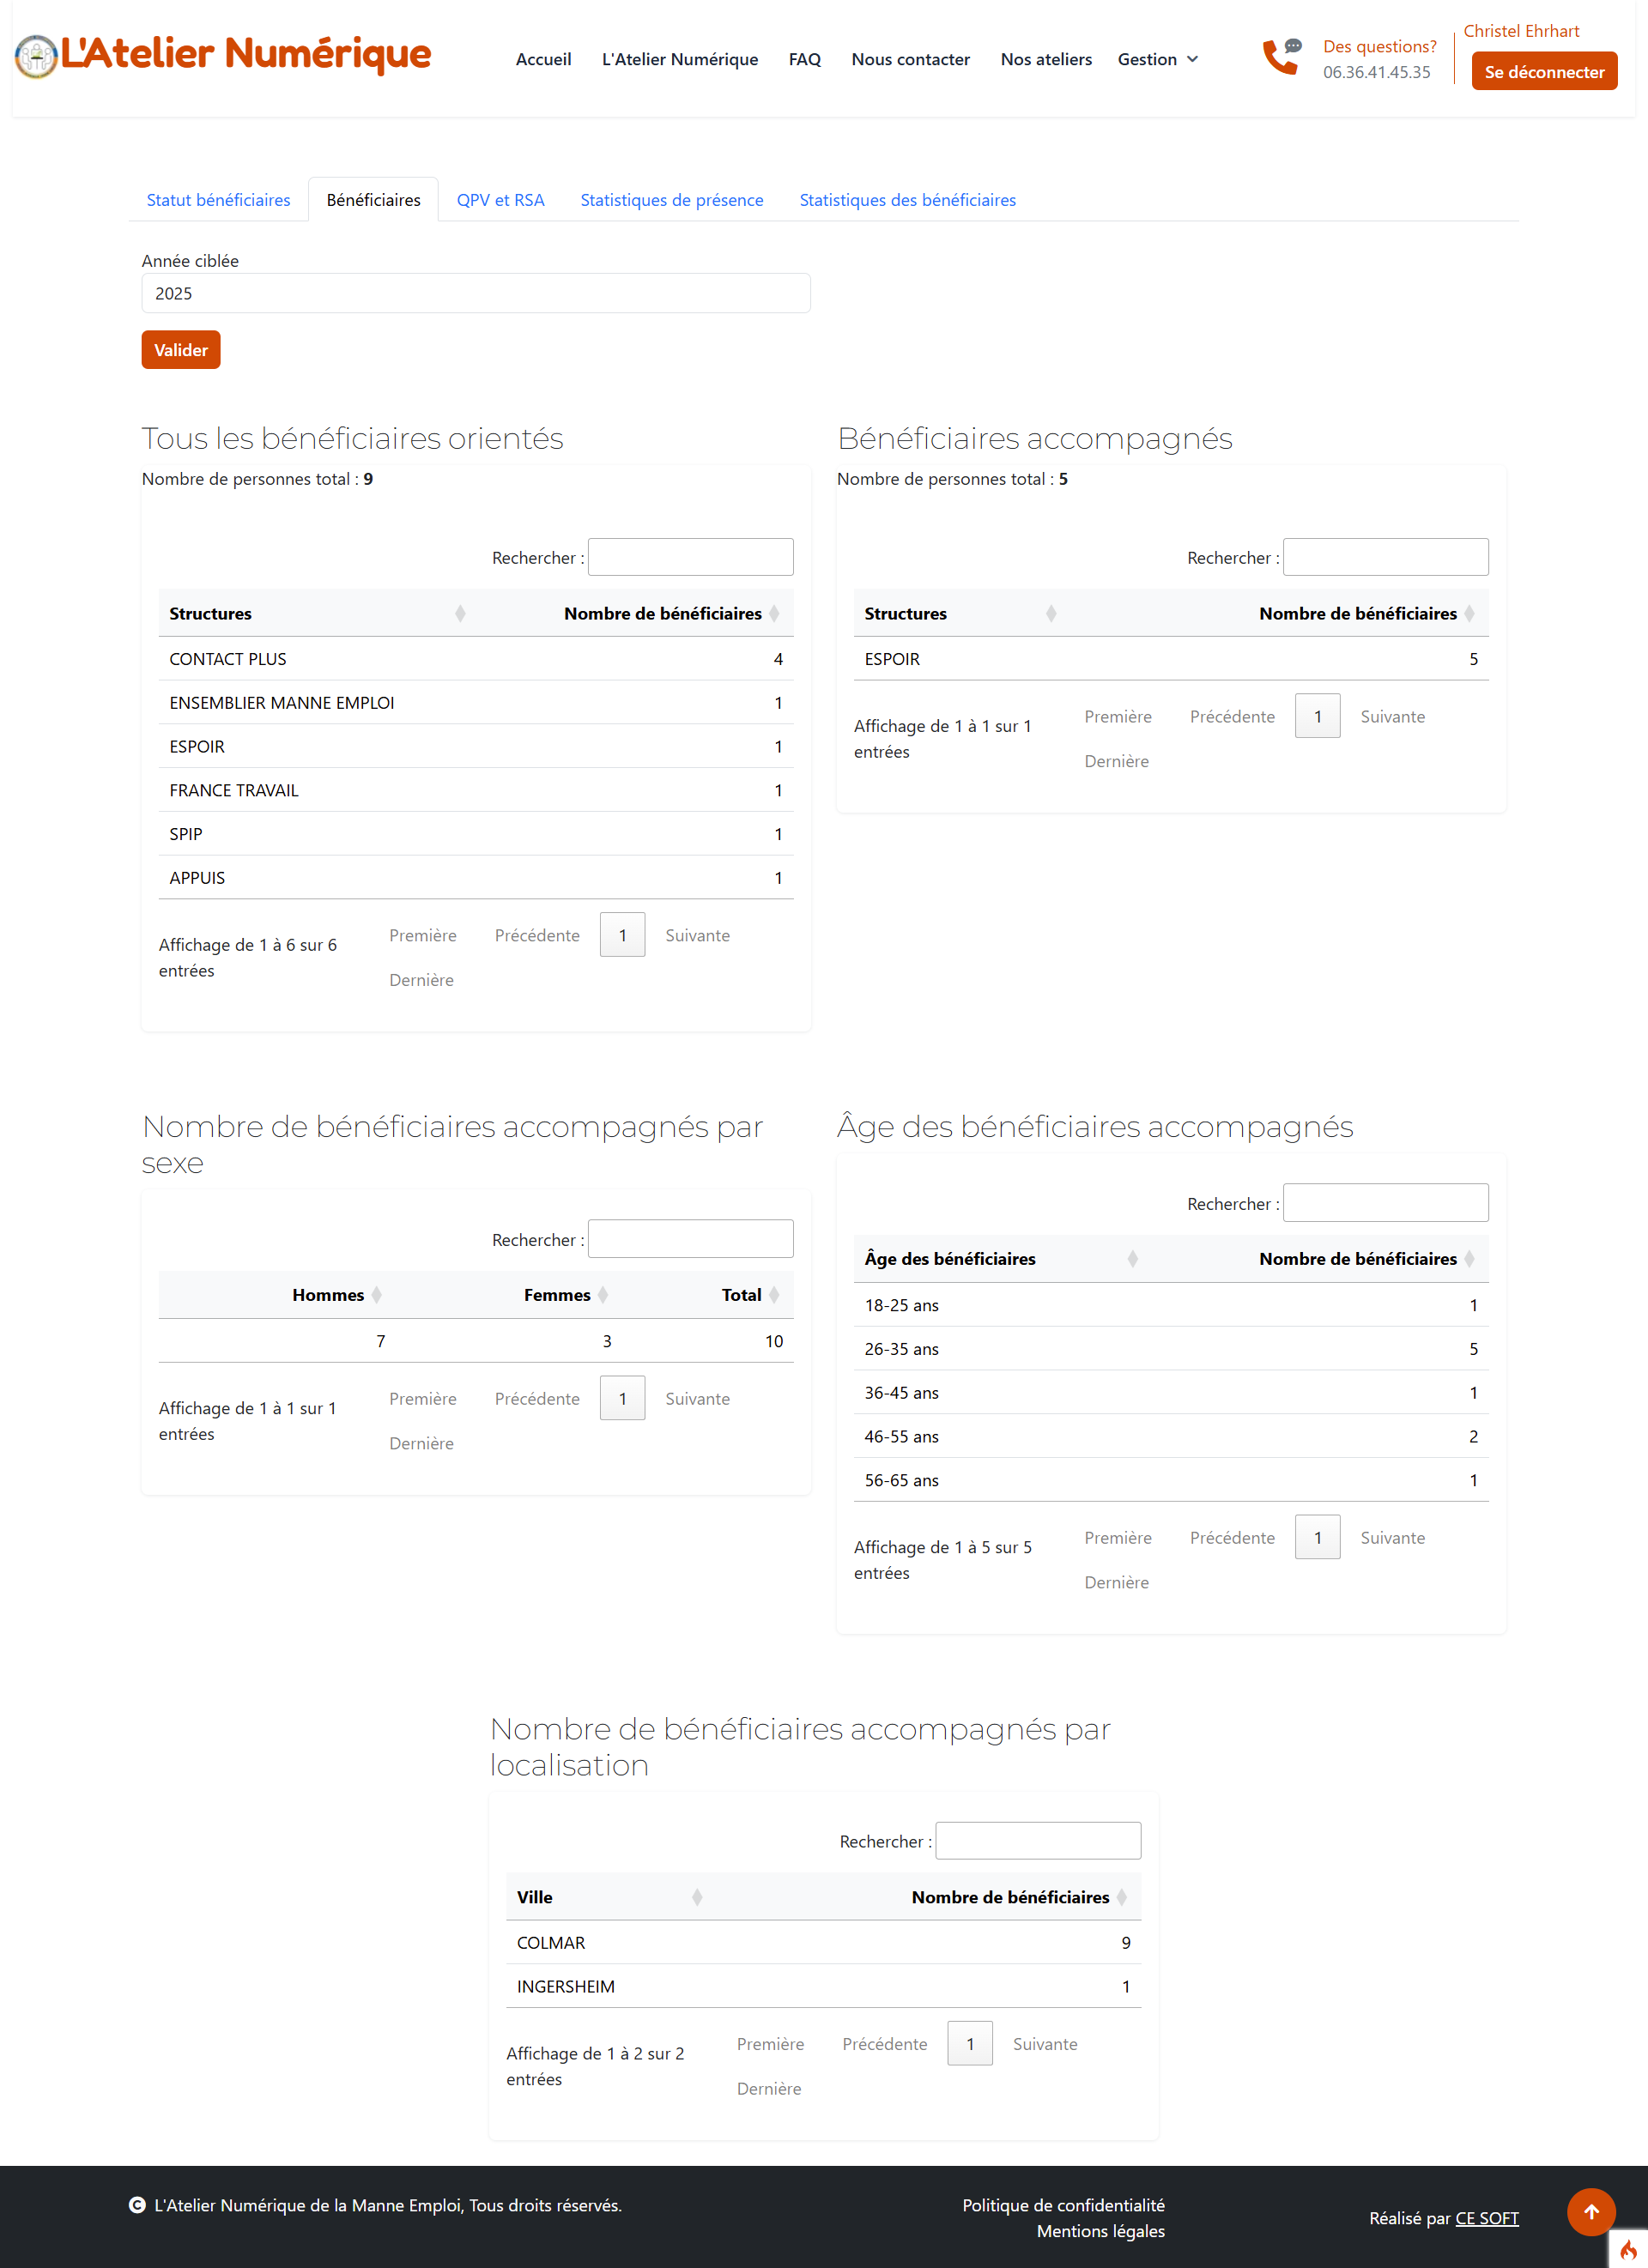 L'Atelier Numérique
Accueil
L'Atelier Numérique
FAQ
Nous contacter
Nos ateliers
Gestion
Des questions?
06.36.41.45.35
Christel Ehrhart
Se déconnecter
Statut bénéficiaires
Bénéficiaires
QPV et RSA
Statistiques de présence
Statistiques des bénéficiaires
Année ciblée
2025
Valider
Tous les bénéficiaires orientés
Nombre de personnes total : 9
Rechercher :
Structures Nombre de bénéficiaires
CONTACT PLUS 4
ENSEMBLIER MANNE EMPLOI 1
ESPOIR 1
FRANCE TRAVAIL 1
SPIP 1
APPUIS 1
Affichage de 1 à 6 sur 6
entrées
Première Précédente 1 Suivante
Dernière
Bénéficiaires accompagnés
Nombre de personnes total : 5
Rechercher :
Structures Nombre de bénéficiaires
ESPOIR 5
Affichage de 1 à 1 sur 1
entrées
Première Précédente 1 Suivante
Dernière
Nombre de bénéficiaires accompagnés par
sexe
Rechercher :
Hommes Femmes Total
7 3 10
Affichage de 1 à 1 sur 1
entrées
Première Précédente 1 Suivante
Dernière
Âge des bénéficiaires accompagnés
Rechercher :
Âge des bénéficiaires Nombre de bénéficiaires
18-25 ans 1
26-35 ans 5
36-45 ans 1
46-55 ans 2
56-65 ans 1
Affichage de 1 à 5 sur 5
entrées
Première Précédente 1 Suivante
Dernière
Nombre de bénéficiaires accompagnés par
localisation
Rechercher :
Ville Nombre de bénéficiaires
COLMAR 9
INGERSHEIM 1
Affichage de 1 à 2 sur 2
entrées
Première Précédente 1 Suivante
Dernière
L'Atelier Numérique de la Manne Emploi, Tous droits réservés.
Politique de confidentialité
Mentions légales
Réalisé par CE SOFT